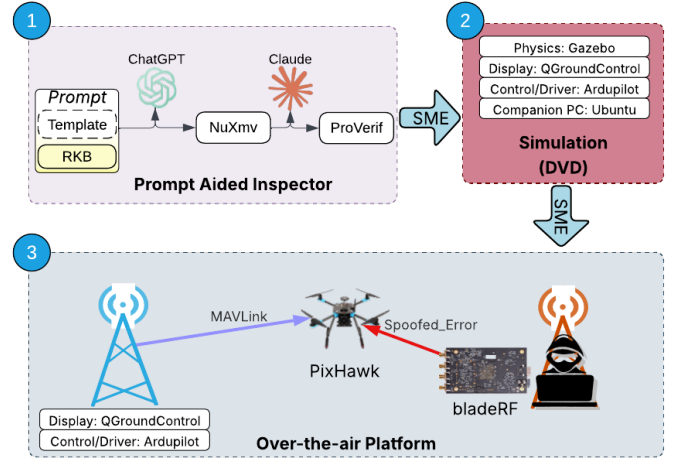 1
ChatGPT
Claude
Prompt
Template
RKB
NuXmv
ProVerif
Prompt Aided Inspector
SME
2
Physics: Gazebo
Display: QGroundControl
Control/Driver: Ardupilot
Companion PC: Ubuntu
Simulation
(DVD)
SME
3
MAVLink
Spoofed_Error
PixHawk
bladeRF
Display: QGroundControl
Control/Driver: Ardupilot
Over-the-air Platform